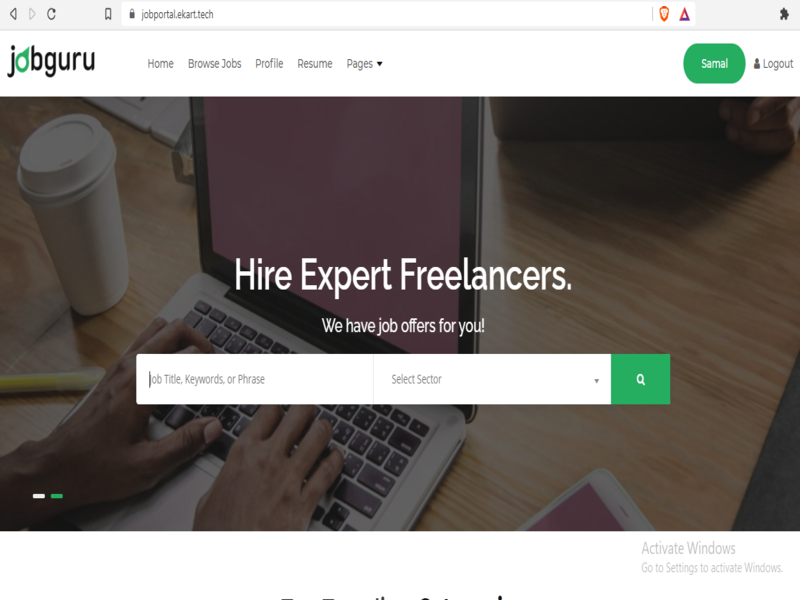 jobportal.ekart.tech
jobguru
Home Browse Jobs Profile Resume Pages
Samal
Logout
Hire Expert Freelancers.
We have job offers for you!
Job Title, Keywords, or Phrase
Select Sector
Activate Windows
Go to Settings to activate Windows.